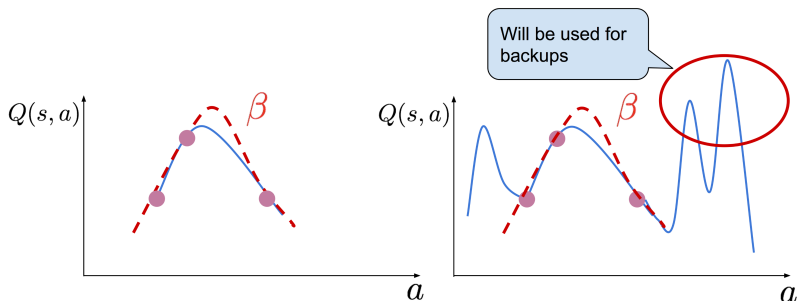 Will be used for
backups
Q(s, a)
β
a
Q(s, a)
β
a